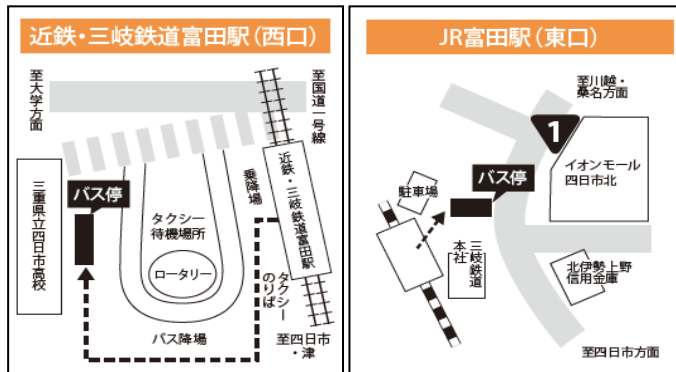 近鉄・三岐鉄道富田駅（西口）
至大学方面
至国道一号線
三重県立四日市高校
バス停
タクシー
待機場所
ロータリー
乗降場
近鉄・三岐鉄道富田駅
タクシー
のりば
バス降場
至四日市
・津
JR富田駅（東口）
至川越・
桑名方面
1
イオンモール
四日市北
駐車場
バス停
三岐鉄道
本社
北伊勢上野
信用金庫
至四日市方面